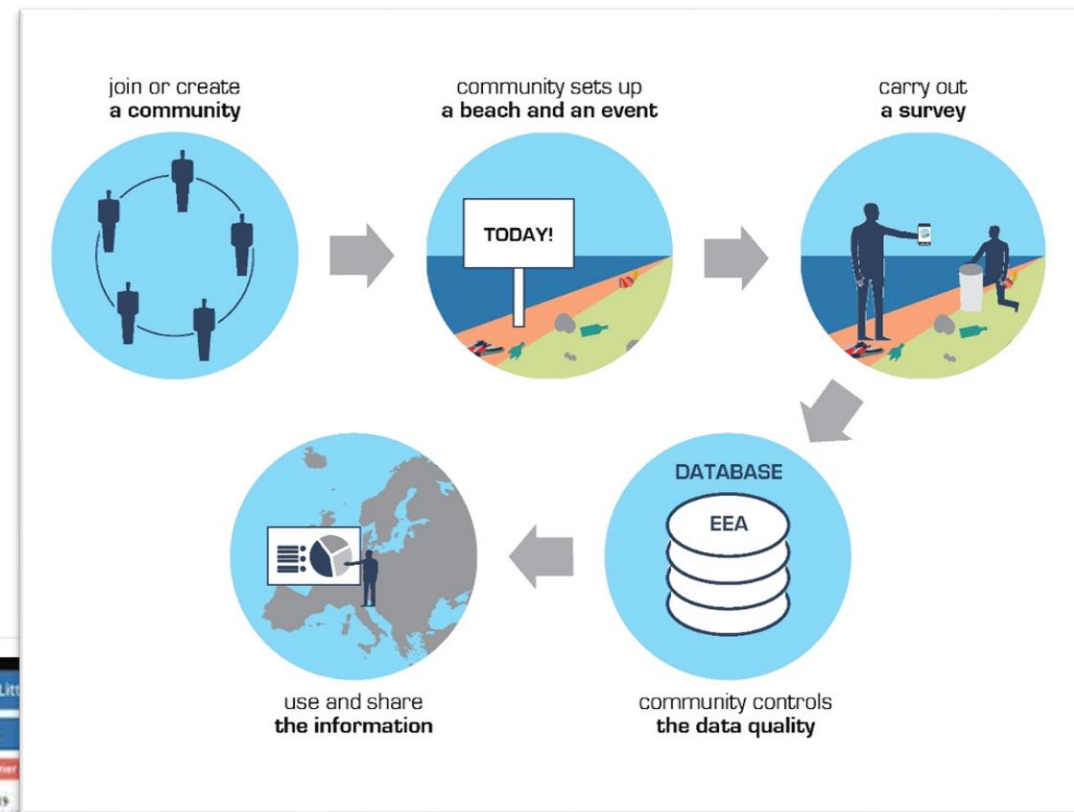 join or create
a community
community sets up
a beach and an event
carry out
a survey
TODAY!
DATABASE
EEA
use and share
the information
community controls
the data quality